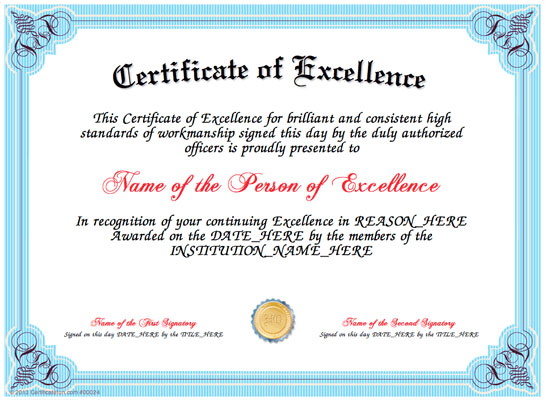 Certificate of Excellence
This Certificate of Excellence for brilliant and consistent high
standards of workmanship signed this day by the duly authorized
officers is proudly presented to
Name of the Person of Excellence
In recognition of your continuing Excellence in REASON_HERE
Awarded on the DATE_HERE by the members of the
INSTITUTION_NAME_HERE
Name of the First Signatory
Signed on this day DATE_HERE by the TITLE_HERE
Name of the Second Signatory
Signed on this day DATE_HERE by the TITLE_HERE
© 2013 Certificatefun.com #00024